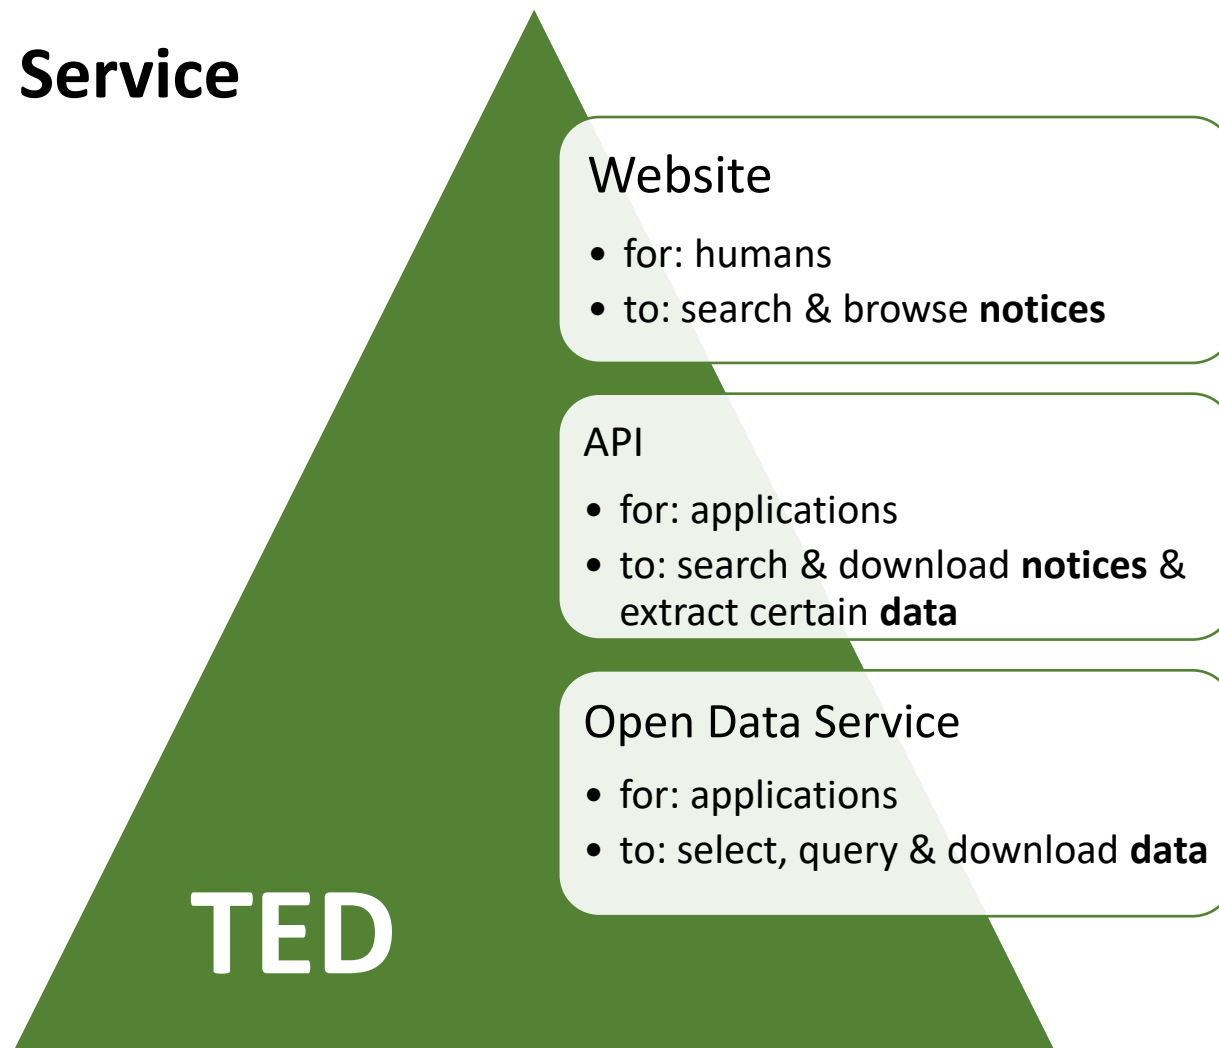 Service
Website
• for: humans
• to: search & browse notices
API
• for: applications
• to: search & download notices &
extract certain data
Open Data Service
• for: applications
• to: select, query & download data
TED